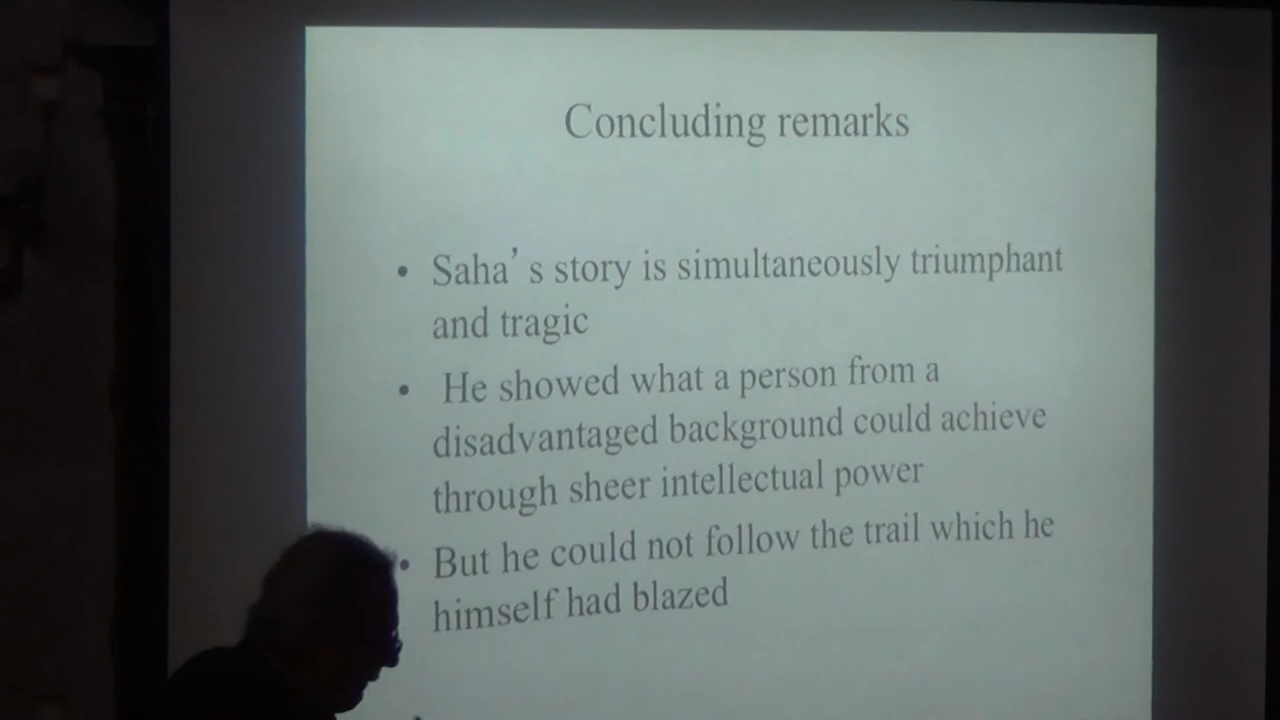 Concluding remarks
• Saha’s story is simultaneously triumphant
and tragic
• He showed what a person from a
disadvantaged background could achieve
through sheer intellectual power
• But he could not follow the trail which he
himself had blazed